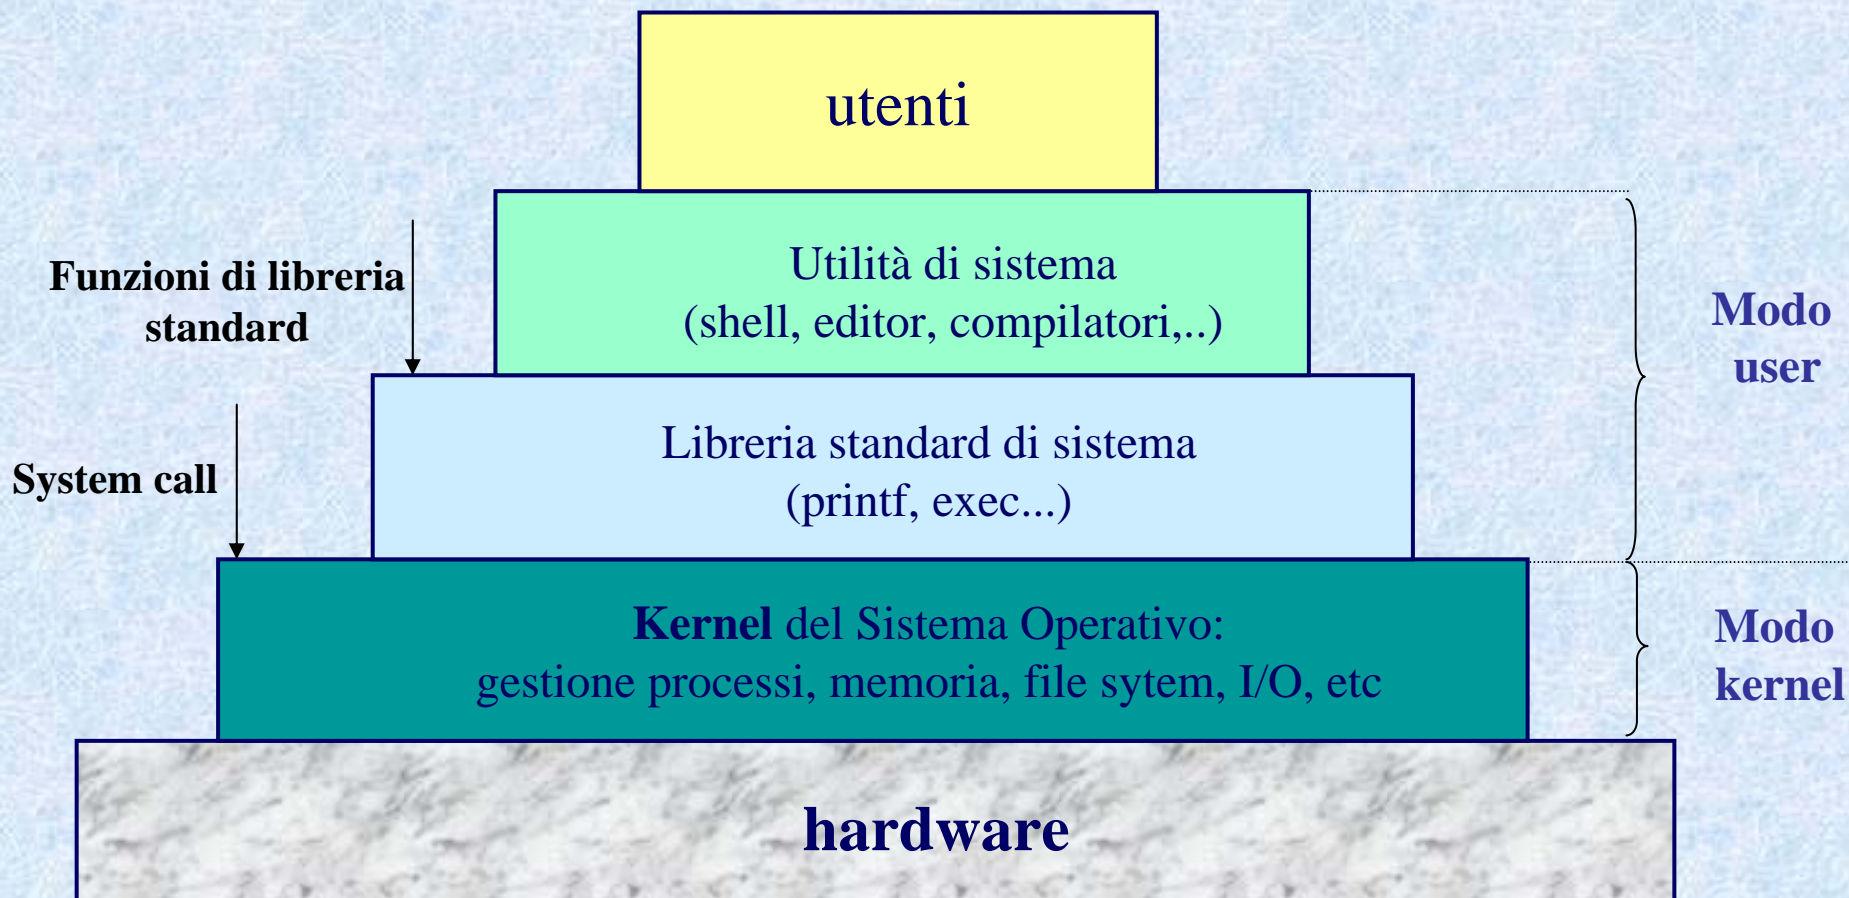 utenti
Utilità di sistema
(shell, editor, compilatori,..)
Funzioni di libreria
standard
Modo
user
Libreria standard di sistema
(printf, exec...)
System call
Kernel del Sistema Operativo:
gestione processi, memoria, file sytem, I/O, etc
Modo
kernel
hardware